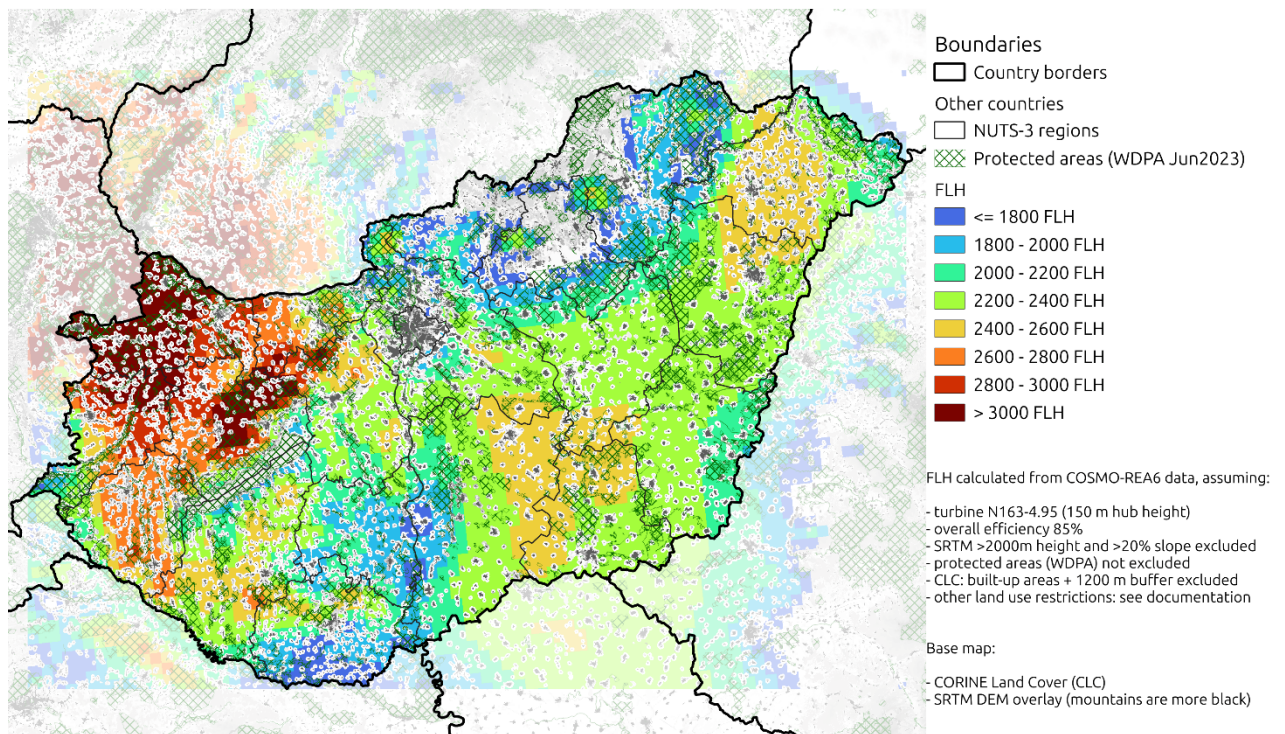 Boundaries
Country borders
Other countries
NUTS-3 regions
Protected areas (WDPA Jun2023)
FLH
<= 1800 FLH
1800 - 2000 FLH
2000 - 2200 FLH
2200 - 2400 FLH
2400 - 2600 FLH
2600 - 2800 FLH
2800 - 3000 FLH
> 3000 FLH
FLH calculated from COSMO-REA6 data, assuming:
- turbine N163-4.95 (150 m hub height)
- overall efficiency 85%
- SRTM >2000m height and >20% slope excluded
- protected areas (WDPA) not excluded
- CLC: built-up areas + 1200 m buffer excluded
- other land use restrictions: see documentation
Base map:
- CORINE Land Cover (CLC)
- SRTM DEM overlay (mountains are more black)